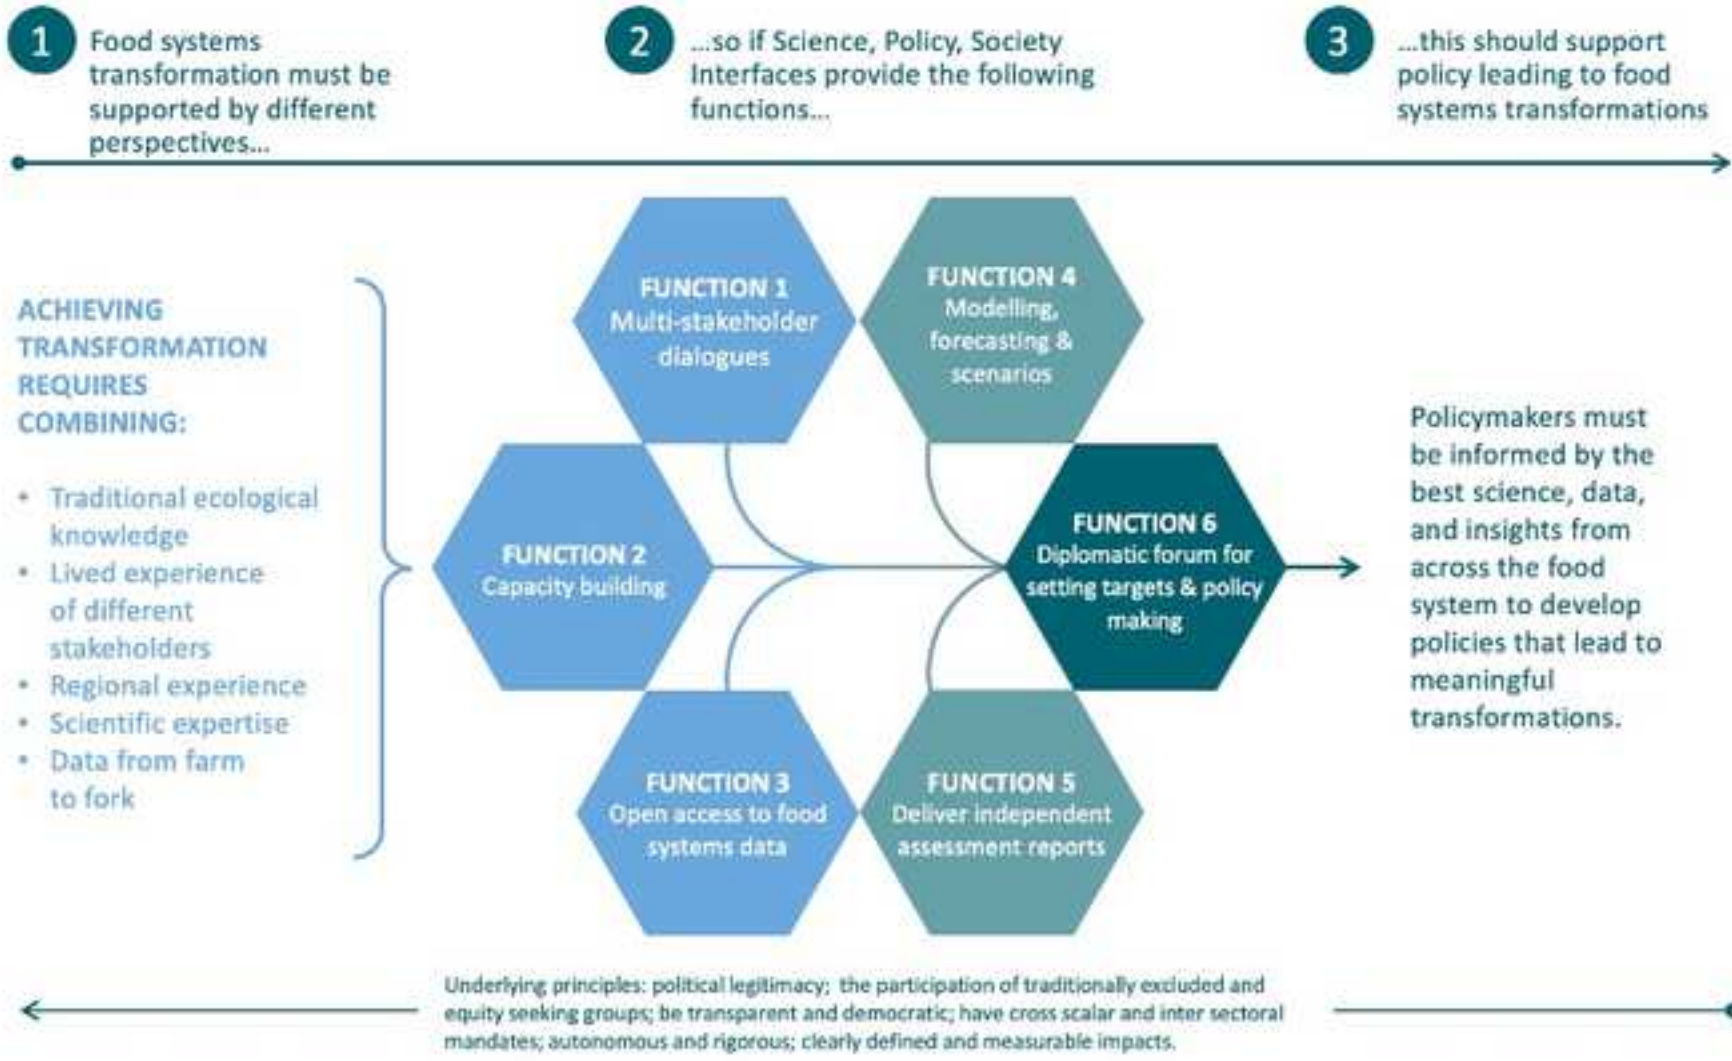 1
Food systems
transformation must be
supported by different
perspectives...
2
...so if Science, Policy, Society
Interfaces provide the following
functions...
3
...this should support
policy leading to food
systems transformations
ACHIEVING
TRANSFORMATION
REQUIRES
COMBINING:
• Traditional ecological
knowledge
• Lived experience
of different
stakeholders
• Regional experience
• Scientific expertise
• Data from farm
to fork
FUNCTION 1
Multi-stakeholder
dialogues
FUNCTION 2
Capacity building
FUNCTION 3
Open access to food
systems data
FUNCTION 4
Modelling,
forecasting &
scenarios
FUNCTION 5
Deliver independent
assessment reports
FUNCTION 6
Diplomatic forum for
setting targets & policy
making
Policymakers must
be informed by the
best science, data,
and insights from
across the food
system to develop
policies that lead to
meaningful
transformations.
Underlying principles: political legitimacy; the participation of traditionally excluded and
equity seeking groups; be transparent and democratic; have cross scalar and inter sectoral
mandates; autonomous and rigorous; clearly defined and measurable impacts.